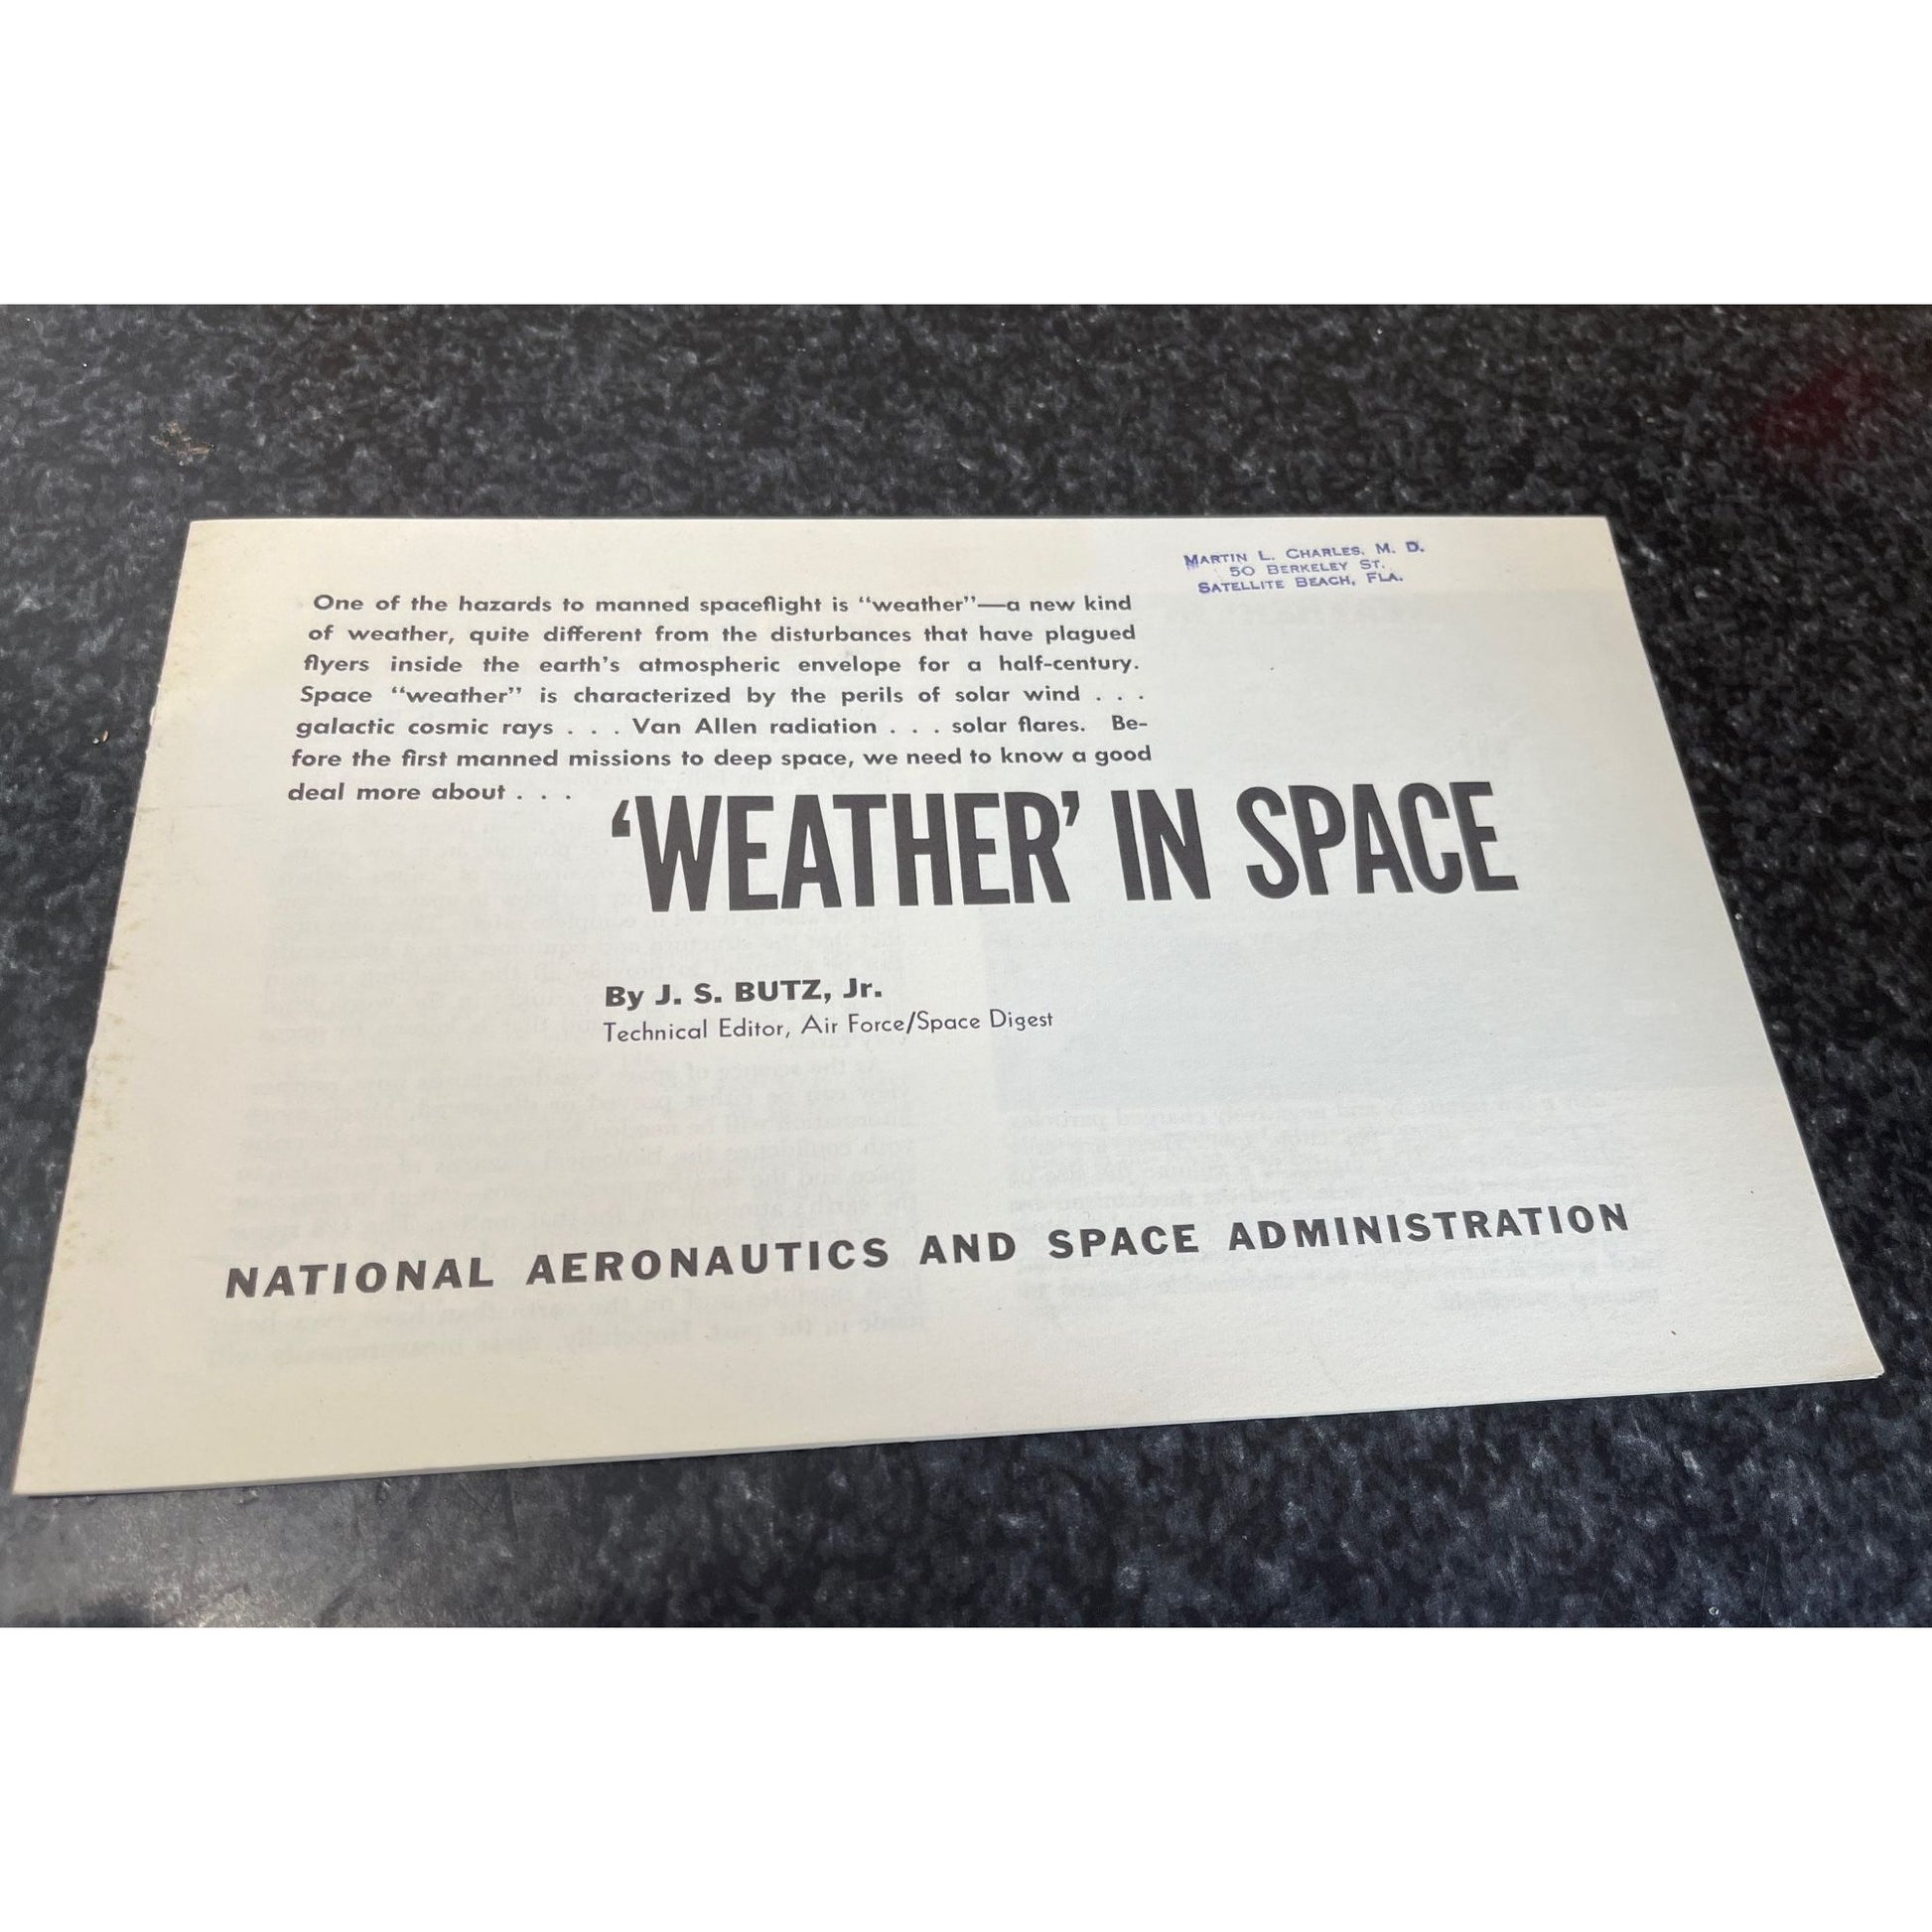 MARTIN L. CHARLES, M. D.
50 BERKELEY ST.
SATELLITE BEACH, FLA.
One of the hazards to manned spaceflight is “weather”—a new kind
of weather, quite different from the disturbances that have plagued
flyers inside the earth’s atmospheric envelope for a half-century.
Space “weather” is characterized by the perils of solar wind . . .
galactic cosmic rays . . . Van Allen radiation . . . solar flares. Be-
fore the first manned missions to deep space, we need to know a good
deal more about . . .
‘WEATHER’ IN SPACE
By J. S. BUTZ, Jr.
Technical Editor, Air Force/Space Digest
NATIONAL AERONAUTICS AND SPACE ADMINISTRATION